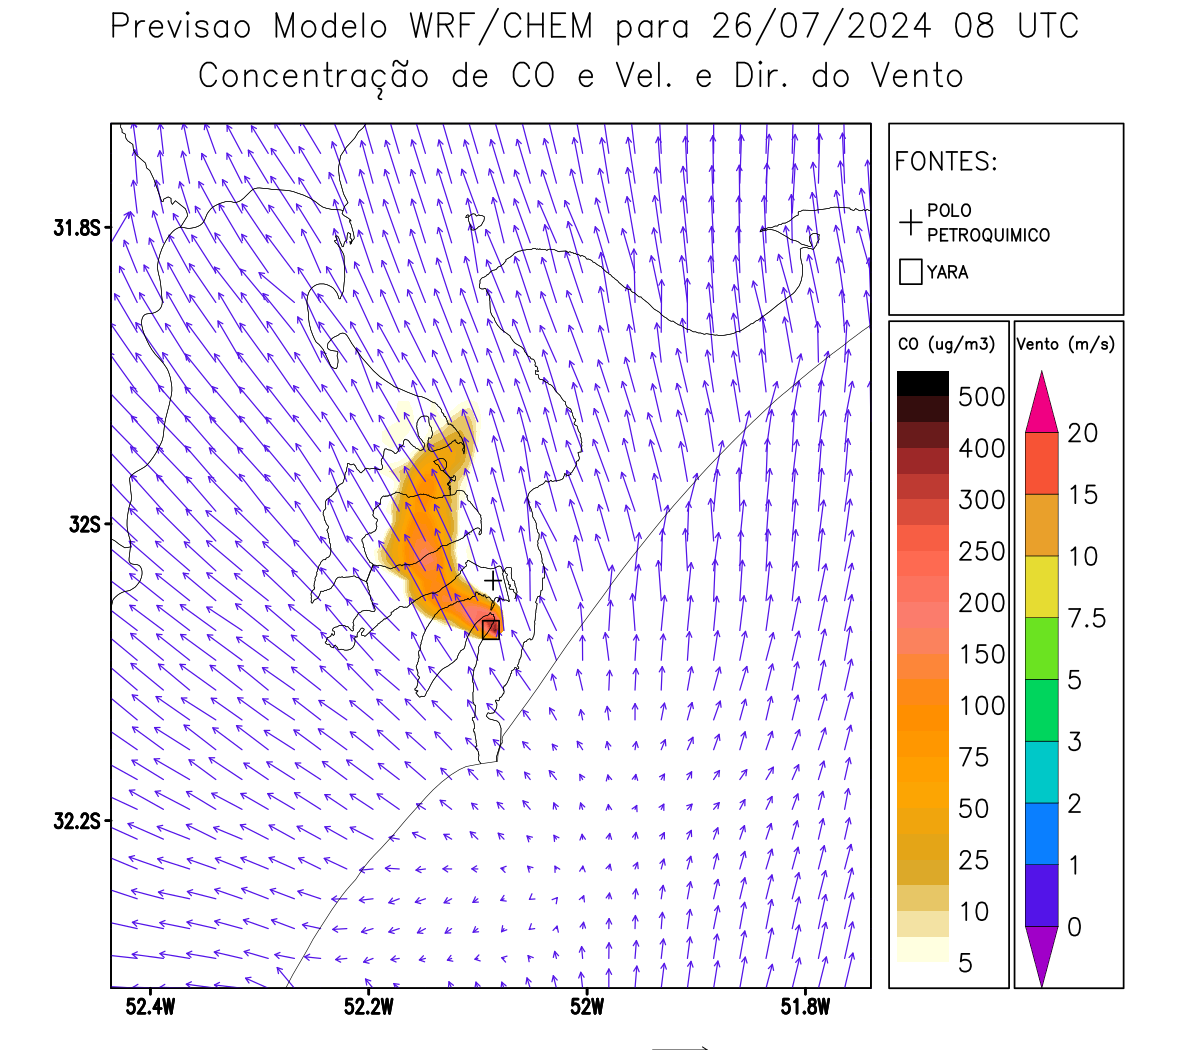 Previsao Modelo WRF/CHEM para 26/07/2024 08 UTC
Concentração de CO e Vel. e Dir. do Vento
FONTES:
POLO
PETROQUIMICO
YARA
CO (ug/m3)
500
400
300
250
200
150
100
75
50
25
10
5
Vento (m/s)
20
15
10
7.5
5
3
2
1
0
31.8S
32S
32.2S
52.4W
52.2W
52W
51.8W